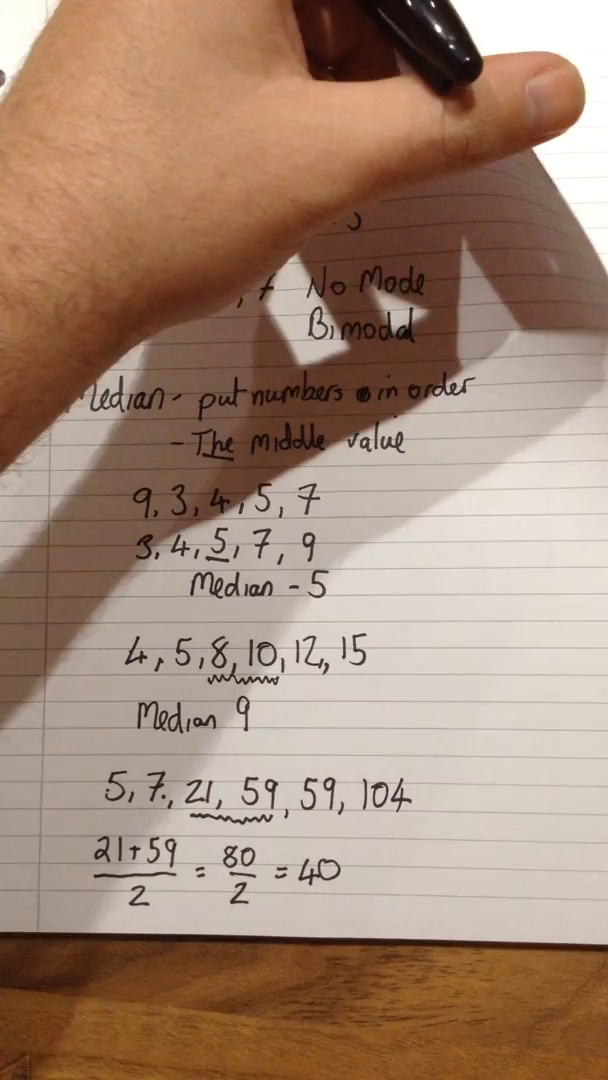 , 7 No Mode
Bimodal
Median - put numbers in order
- The middle value
9, 3, 4, 5, 7
3, 4, 5, 7, 9
Median - 5
4, 5, 8, 10, 12, 15
Median 9
5, 7, 21, 59, 59, 104
21+59 / 2 = 80 / 2 = 40